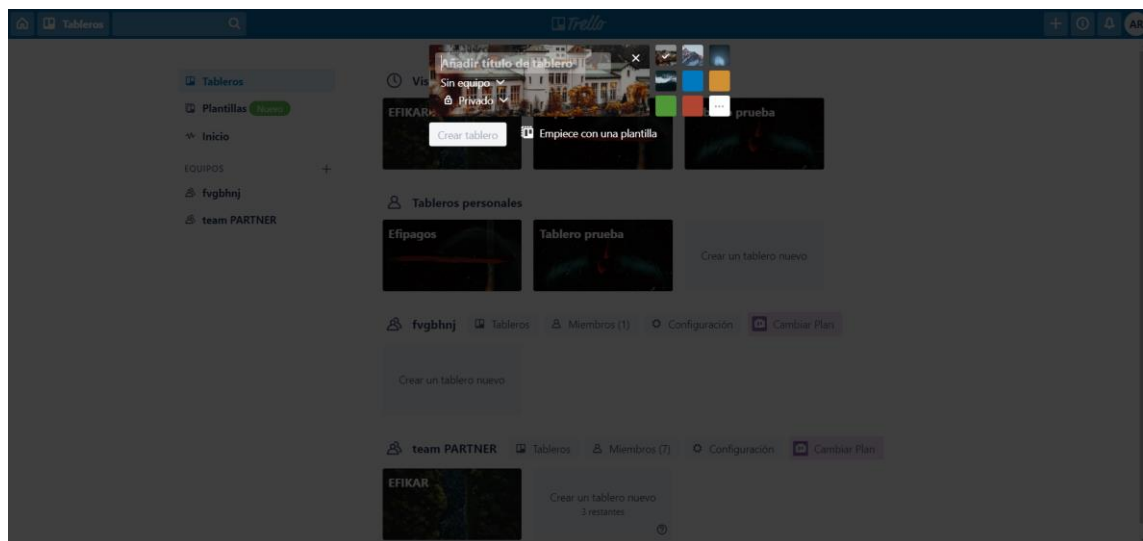 Tableros
Trello
AR
Añadir título de tablero
Sin equipo
Privado
Crear tablero
Empiece con una plantilla
Tableros
Plantillas Nuevo
Inicio
EQUIPOS
fvgbhnj
team PARTNER
Vis
EFIKAR
prueba
Tableros personales
Efipagos
Tablero prueba
Crear un tablero nuevo
fvgbhnj Tableros Miembros (1) Configuración Cambiar Plan
Crear un tablero nuevo
team PARTNER Tableros Miembros (7) Configuración Cambiar Plan
EFIKAR
Crear un tablero nuevo
3 restantes